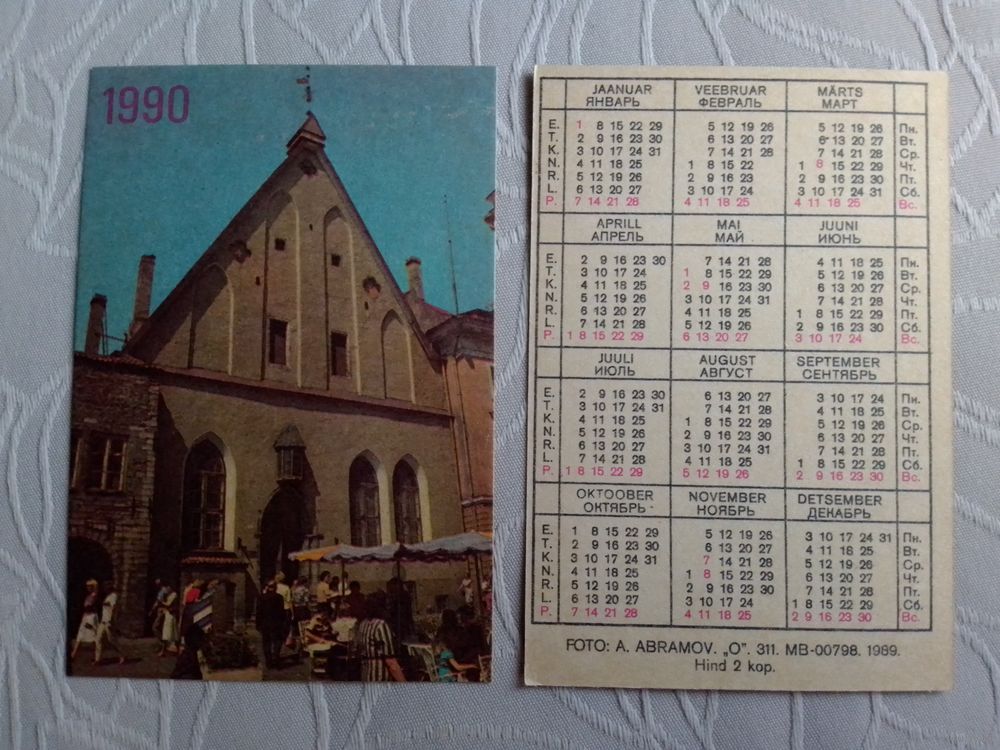 1990
JAANUAR VEEBRUAR MÄRTS
ЯНВАРЬ ФЕВРАЛЬ МАРТ
E. 1 8 15 22 29 5 12 19 26 5 12 19 26 Пн.
T. 2 9 16 23 30 6 13 20 27 6 13 20 27 Вт.
K. 3 10 17 24 31 7 14 21 28 7 14 21 28 Ср.
N. 4 11 18 25 1 8 15 22 1 8 15 22 29 Чт.
R. 5 12 19 26 2 9 16 23 2 9 16 23 30 Пт.
L. 6 13 20 27 3 10 17 24 3 10 17 24 31 Сб.
P. 7 14 21 28 4 11 18 25 4 11 18 25 Вс.
APRILL MAI JUUNI
АПРЕЛЬ МАЙ ИЮНЬ
E. 2 9 16 23 30 7 14 21 28 4 11 18 25 Пн.
T. 3 10 17 24 1 8 15 22 29 5 12 19 26 Вт.
K. 4 11 18 25 2 9 16 23 30 6 13 20 27 Ср.
N. 5 12 19 26 3 10 17 24 31 7 14 21 28 Чт.
R. 6 13 20 27 4 11 18 25 1 8 15 22 29 Пт.
L. 7 14 21 28 5 12 19 26 2 9 16 23 30 Сб.
P. 1 8 15 22 29 6 13 20 27 3 10 17 24 Вс.
JUULI AUGUST SEPTEMBER
ИЮЛЬ АВГУСТ СЕНТЯБРЬ
E. 2 9 16 23 30 6 13 20 27 3 10 17 24 Пн.
T. 3 10 17 24 31 7 14 21 28 4 11 18 25 Вт.
K. 4 11 18 25 1 8 15 22 29 5 12 19 26 Ср.
N. 5 12 19 26 2 9 16 23 30 6 13 20 27 Чт.
R. 6 13 20 27 3 10 17 24 31 7 14 21 28 Пт.
L. 7 14 21 28 4 11 18 25 1 8 15 22 29 Сб.
P. 1 8 15 22 29 5 12 19 26 2 9 16 23 30 Вс.
OKTOOBER NOVEMBER DETSEMBER
ОКТЯБРЬ НОЯБРЬ ДЕКАБРЬ
E. 1 8 15 22 29 5 12 19 26 3 10 17 24 31 Пн.
T. 2 9 16 23 30 6 13 20 27 4 11 18 25 Вт.
K. 3 10 17 24 31 7 14 21 28 5 12 19 26 Ср.
N. 4 11 18 25 1 8 15 22 29 6 13 20 27 Чт.
R. 5 12 19 26 2 9 16 23 30 7 14 21 28 Пт.
L. 6 13 20 27 3 10 17 24 1 8 15 22 29 Сб.
P. 7 14 21 28 4 11 18 25 2 9 16 23 30 Вс.
FOTO: A. ABRAMOV. „O". 311. MB-00798. 1989.
Hind 2 kop.